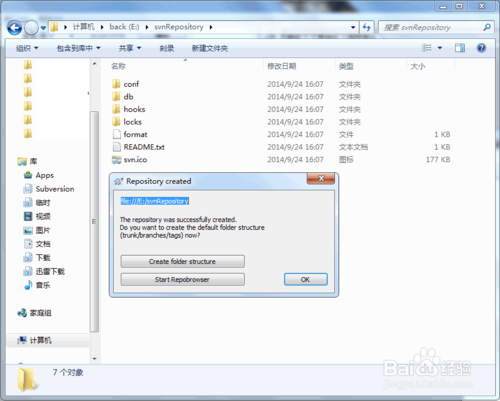 计算机 ▸ back (E:) ▸ svnRepository ▸
搜索 svnRepository
组织 包含到库中 共享 刻录 新建文件夹
名称 修改日期 类型 大小
conf 2014/9/24 16:07 文件夹
db 2014/9/24 16:07 文件夹
hooks 2014/9/24 16:07 文件夹
locks 2014/9/24 16:07 文件夹
format 2014/9/24 16:07 文件 1 KB
README.txt 2014/9/24 16:07 文本文档 1 KB
svn.ico 2014/9/24 16:07 图标 177 KB
库
Apps
Subversion
临时
视频
图片
文档
下载
迅雷下载
音乐
家庭组
计算机
Repository created
file:///E:/svnRepository
The repository was successfully created.
Do you want to create the default folder structure
(trunk/branches/tags) now?
Create folder structure
Start Repobrowser
OK
7 个对象
Baidu 经验
jingyan.baidu.com